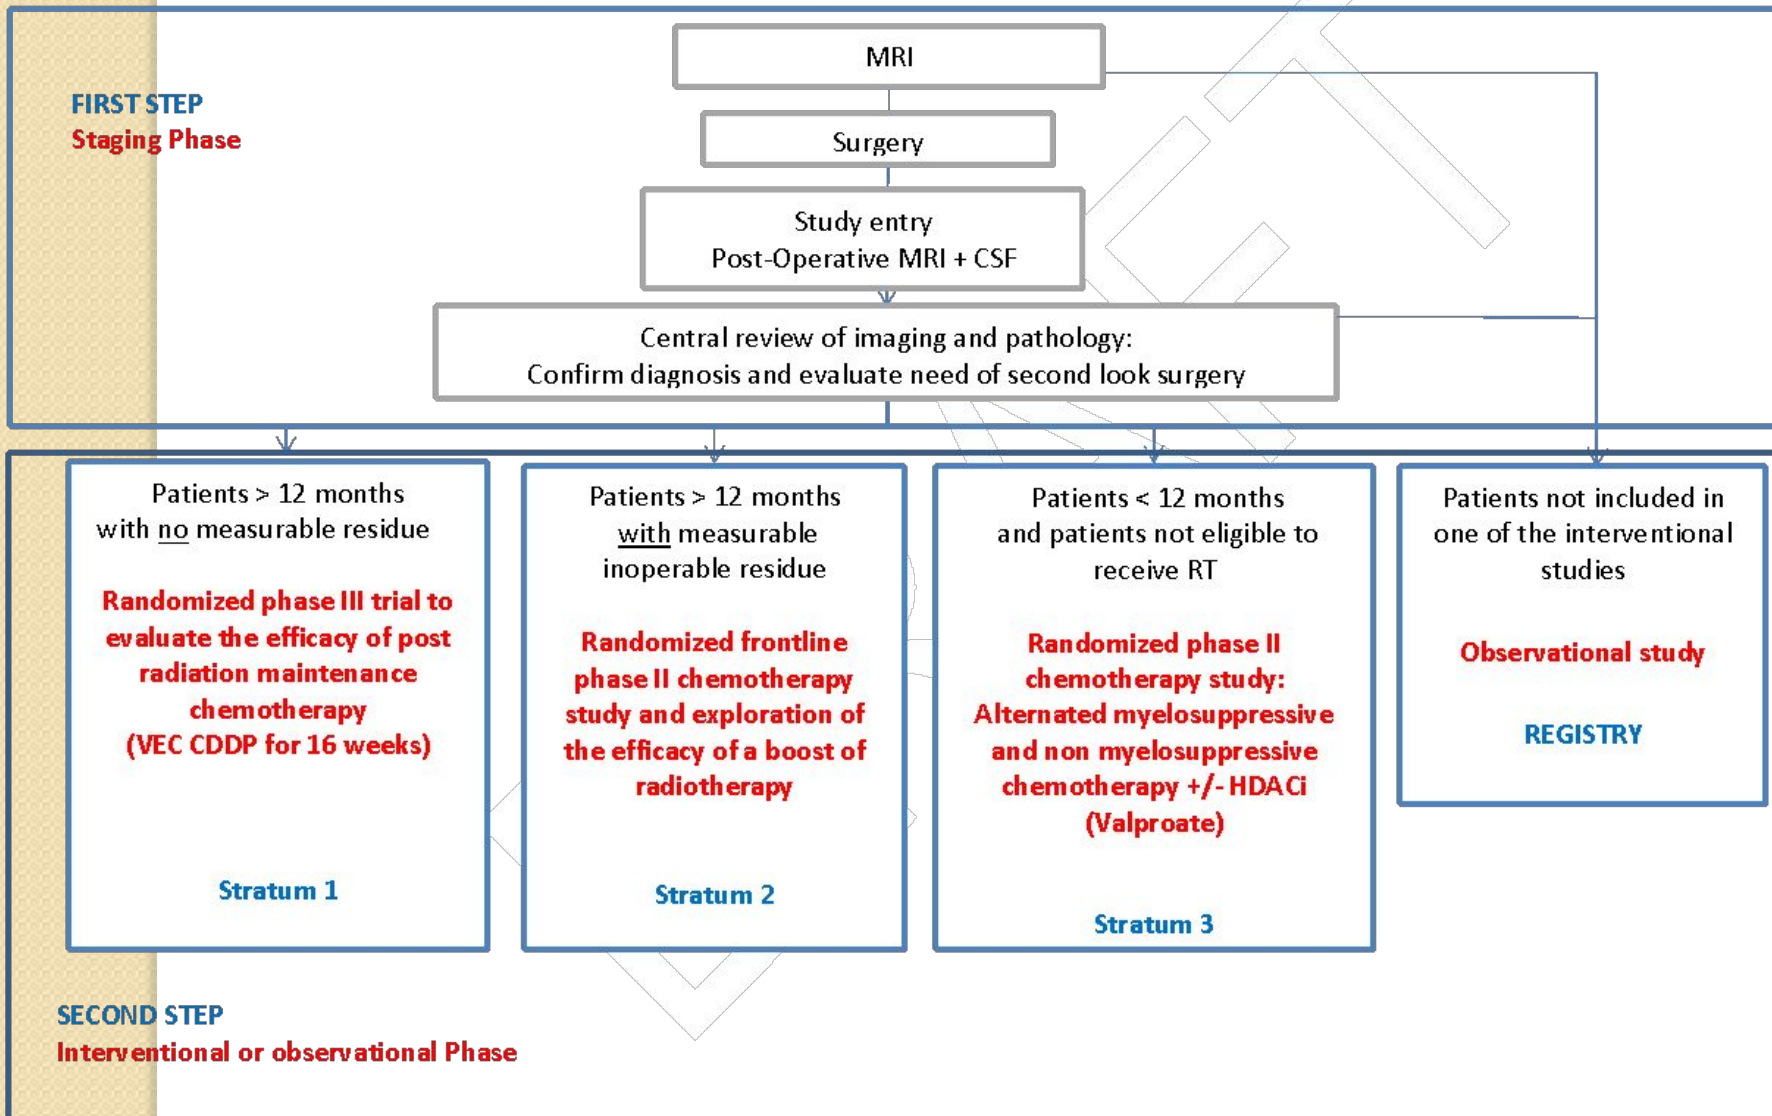 MRI
FIRST STEP
Staging Phase
Surgery
Study entry
Post-Operative MRI + CSF
Central review of imaging and pathology:
Confirm diagnosis and evaluate need of second look surgery
Patients > 12 months
with no measurable residue
Randomized phase III trial to
evaluate the efficacy of post
radiation maintenance
chemotherapy
(VEC CDDP for 16 weeks)
Stratum 1
Patients > 12 months
with measurable
inoperable residue
Randomized frontline
phase II chemotherapy
study and exploration of
the efficacy of a boost of
radiotherapy
Stratum 2
Patients < 12 months
and patients not eligible to
receive RT
Randomized phase II
chemotherapy study:
Alternated myelosuppressive
and non myelosuppressive
chemotherapy +/- HDACi
(Valproate)
Stratum 3
Patients not included in
one of the interventional
studies
Observational study
REGISTRY
SECOND STEP
Interventional or observational Phase